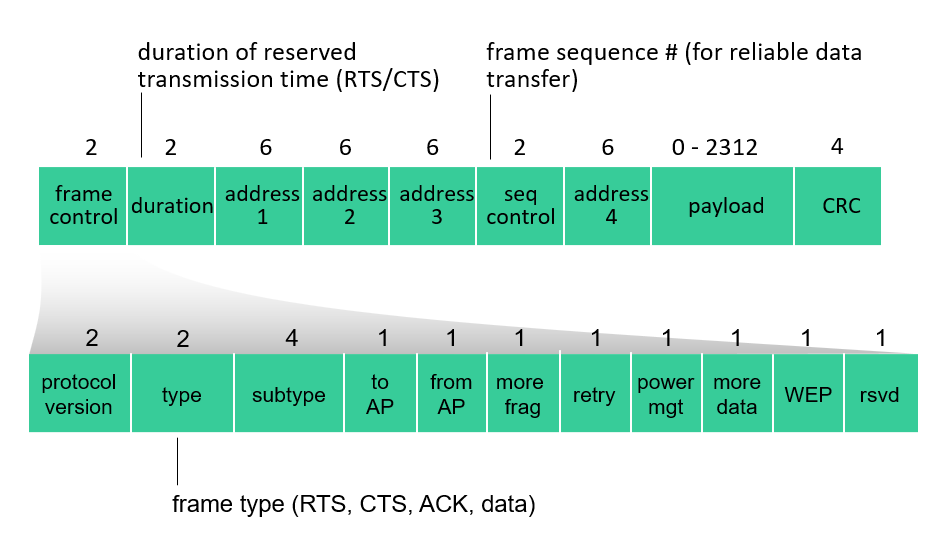 duration of reserved
transmission time (RTS/CTS)
frame sequence # (for reliable data
transfer)
2 2 6 6 6 2 6 0 - 2312 4
frame
control
duration
address
1
address
2
address
3
seq
control
address
4
payload
CRC
2 2 4 1 1 1 1 1 1 1 1
protocol
version
type
subtype
to
AP
from
AP
more
frag
retry
power
mgt
more
data
WEP
rsvd
frame type (RTS, CTS, ACK, data)